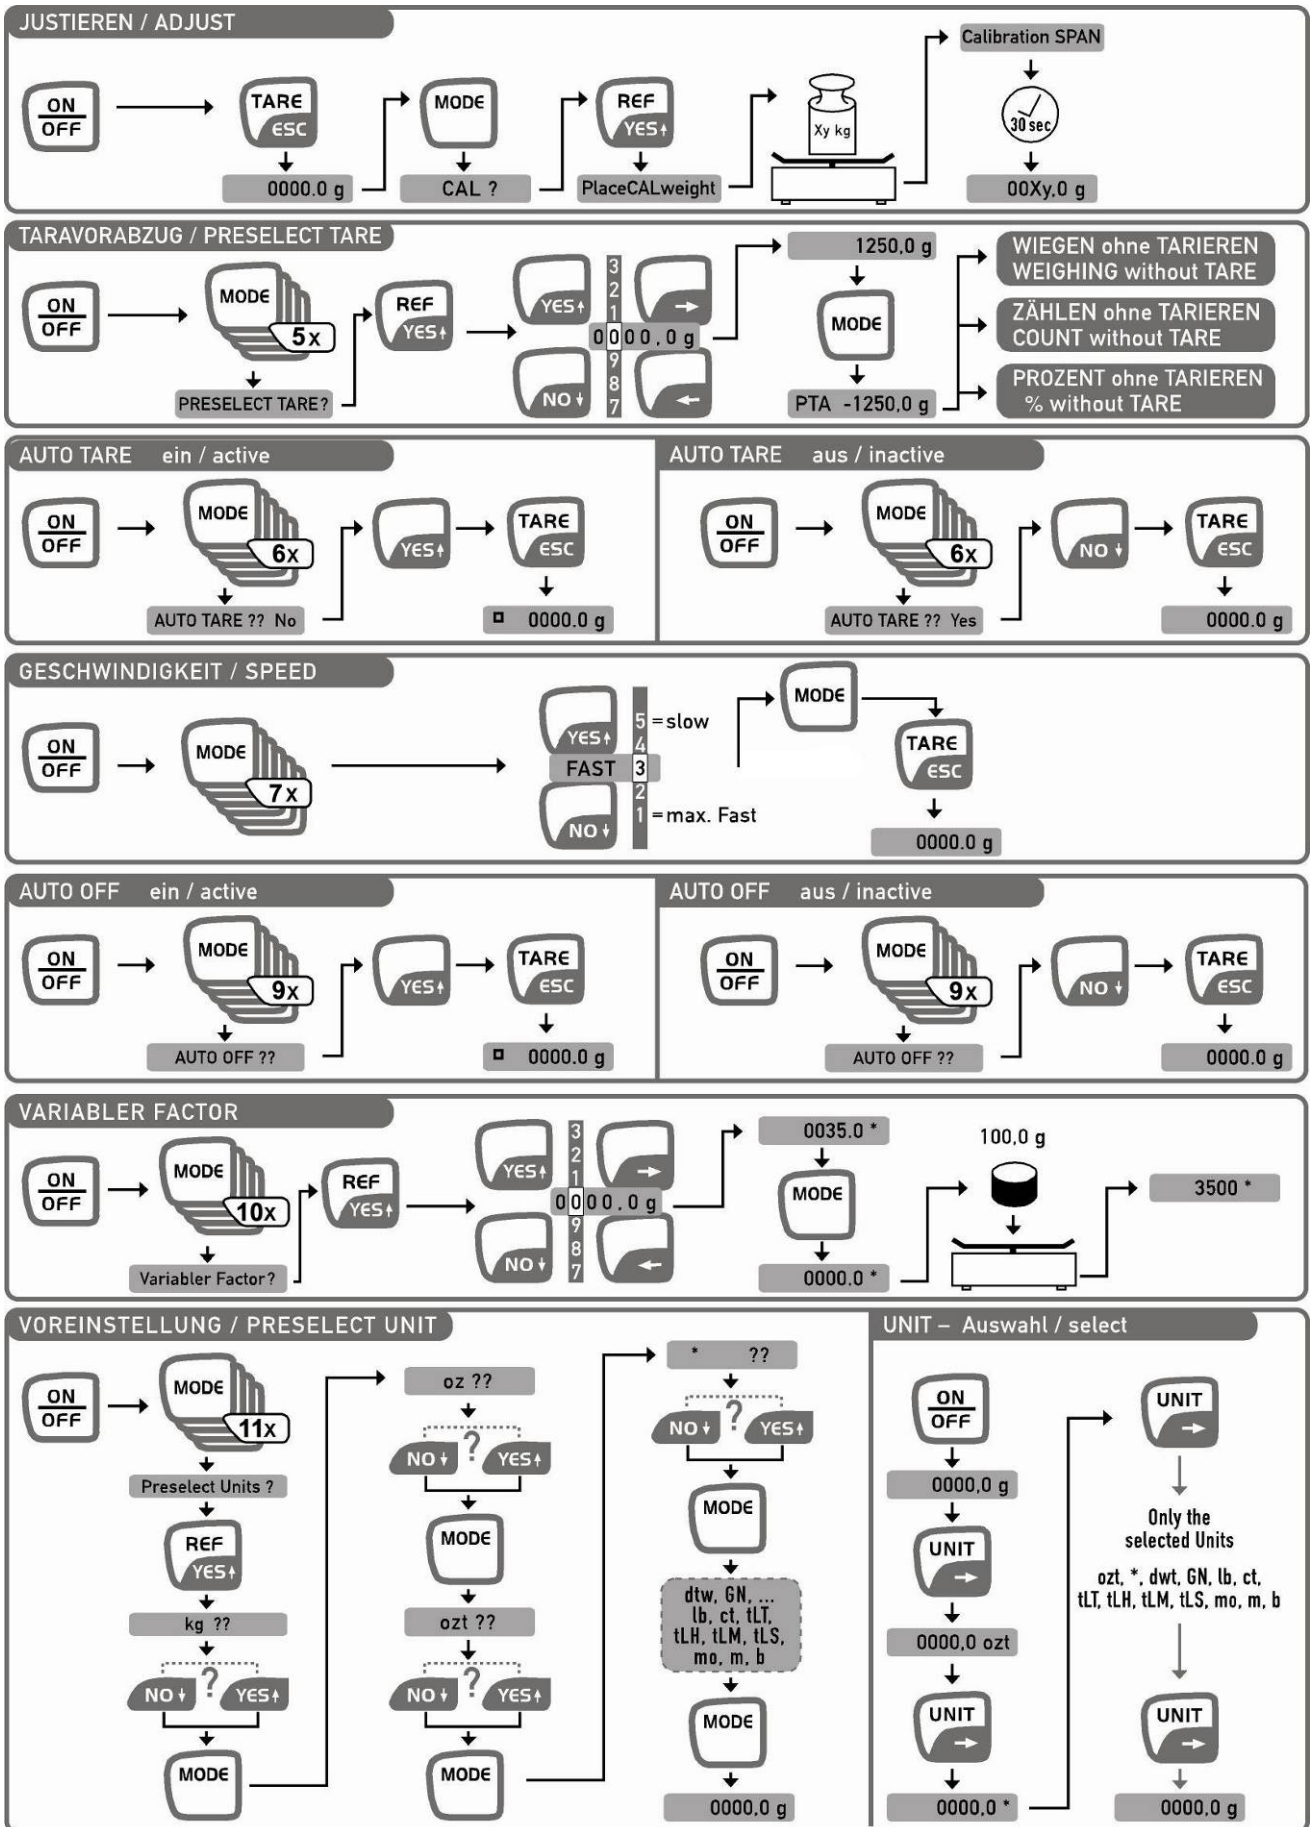 JUSTIEREN / ADJUST
ON
OFF
TARE
ESC
0000.0 g
MODE
CAL ?
REF
YES↑
PlaceCALweight
Xy kg
Calibration SPAN
30 sec
00Xy,0 g
TARAVORABZUG / PRESELECT TARE
ON
OFF
MODE
5x
PRESELECT TARE?
REF
YES↑
YES↑
NO↓
3
2
1
0000,0 g
9
8
7
→
←
1250,0 g
MODE
PTA -1250,0 g
WIEGEN ohne TARIEREN
WEIGHING without TARE
ZÄHLEN ohne TARIEREN
COUNT without TARE
PROZENT ohne TARIEREN
% without TARE
AUTO TARE ein / active
ON
OFF
MODE
6x
AUTO TARE ?? No
YES↑
TARE
ESC
0000.0 g
AUTO TARE aus / inactive
ON
OFF
MODE
6x
AUTO TARE ?? Yes
NO↓
TARE
ESC
0000.0 g
GESCHWINDIGKEIT / SPEED
ON
OFF
MODE
7x
YES↑
NO↓
5 = slow
4
FAST 3
2
1 = max. Fast
MODE
TARE
ESC
0000.0 g
AUTO OFF ein / active
ON
OFF
MODE
9x
AUTO OFF ??
YES↑
TARE
ESC
0000.0 g
AUTO OFF aus / inactive
ON
OFF
MODE
9x
AUTO OFF ??
NO↓
TARE
ESC
0000.0 g
VARIABLER FACTOR
ON
OFF
MODE
10x
Variabler Factor?
REF
YES↑
YES↑
NO↓
3
2
1
0000.0 g
9
8
7
→
←
0035.0 *
MODE
0000.0 *
100,0 g
3500 *
VOREINSTELLUNG / PRESELECT UNIT
ON
OFF
MODE
11x
Preselect Units ?
REF
YES↑
kg ??
NO↓ ? YES↑
MODE
oz ??
NO↓ ? YES↑
MODE
ozt ??
NO↓ ? YES↑
MODE
* ??
NO↓ ? YES↑
MODE
dtw, GN, ...
lb, ct, tLT,
tLH, tLM, tLS,
mo, m, b
MODE
0000,0 g
UNIT – Auswahl / select
ON
OFF
0000,0 g
UNIT
→
0000,0 ozt
UNIT
→
0000,0 *
UNIT
→
Only the
selected Units
ozt, *, dwt, GN, lb, ct,
tLT, tLH, tLM, tLS, mo, m, b
UNIT
→
0000,0 g